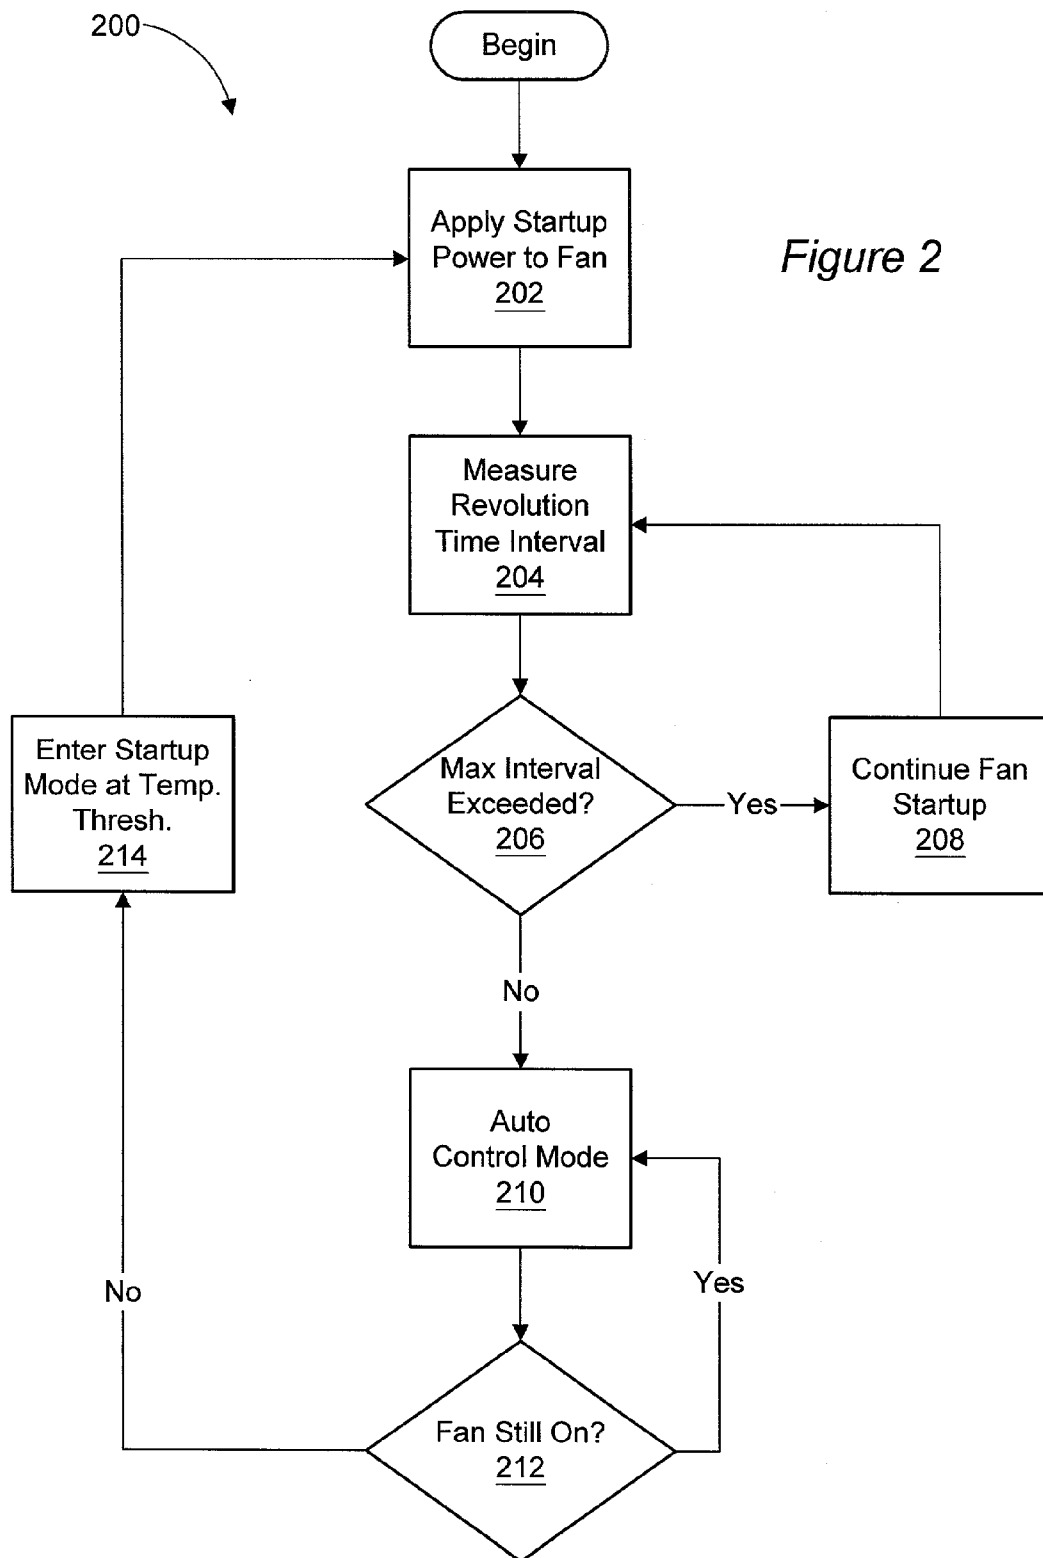 200
Begin
Apply Startup
Power to Fan
202
Figure 2
Measure
Revolution
Time Interval
204
Enter Startup
Mode at Temp.
Thresh.
214
Max Interval
Exceeded?
206
Yes
Continue Fan
Startup
208
No
Auto
Control Mode
210
No
Yes
Fan Still On?
212